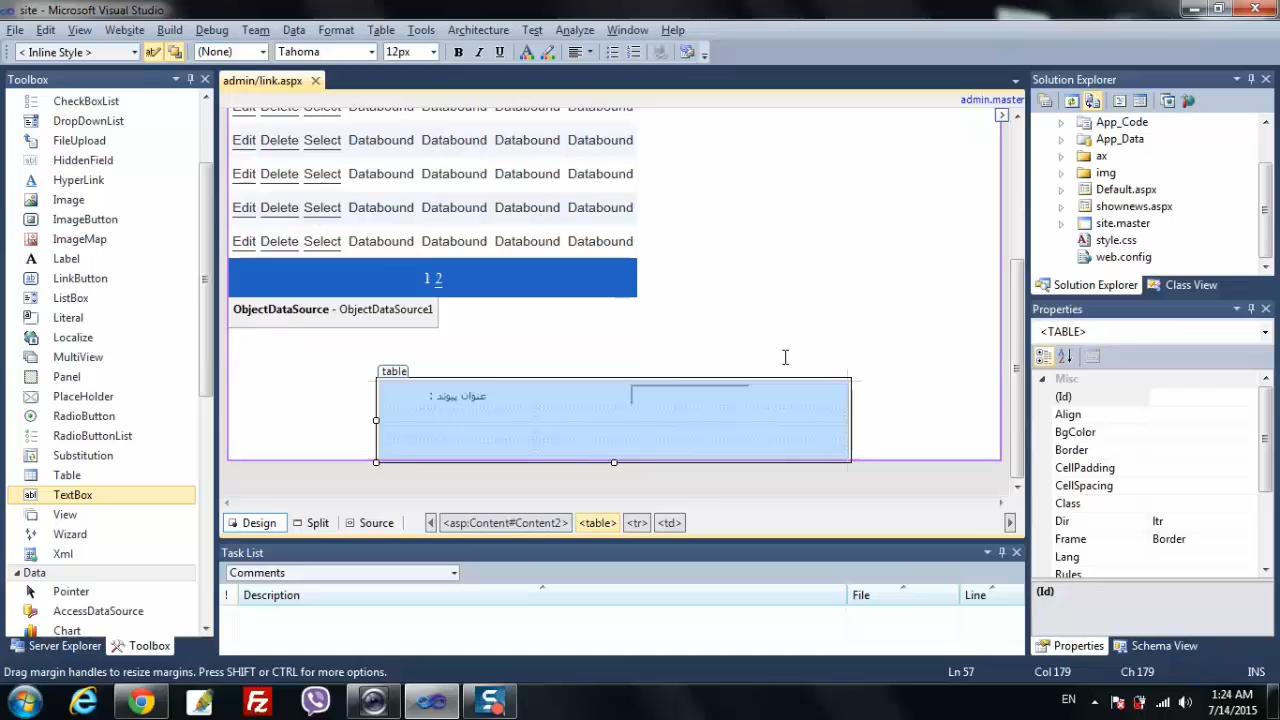 site - Microsoft Visual Studio
File Edit View Website Build Debug Team Data Format Table Tools Architecture Test Analyze Window Help
< Inline Style > (None) Tahoma 12px B I U
Toolbox
CheckBoxList
DropDownList
FileUpload
HiddenField
HyperLink
Image
ImageButton
ImageMap
Label
LinkButton
ListBox
Literal
Localize
MultiView
Panel
PlaceHolder
RadioButton
RadioButtonList
Substitution
Table
TextBox
View
Wizard
Xml
Data
Pointer
AccessDataSource
Chart
Server Explorer Toolbox
admin/link.aspx
admin.master
Edit Delete Select Databound Databound Databound Databound
Edit Delete Select Databound Databound Databound Databound
Edit Delete Select Databound Databound Databound Databound
Edit Delete Select Databound Databound Databound Databound
Edit Delete Select Databound Databound Databound Databound
1 2
ObjectDataSource - ObjectDataSource1
table
عنوان پیوند :
Design Split Source <asp:Content#Content2> <table> <tr> <td>
Task List
Comments
! Description File Line
Solution Explorer
App_Code
App_Data
ax
img
Default.aspx
shownews.aspx
site.master
style.css
web.config
Solution Explorer Class View
Properties
<TABLE>
Misc
(Id)
Align
BgColor
Border
CellPadding
CellSpacing
Class
Dir ltr
Frame Border
Lang
Rules
(Id)
Properties Schema View
Drag margin handles to resize margins. Press SHIFT or CTRL for more options. Ln 57 Col 179 Ch 179 INS
EN 1:24 AM
7/14/2015